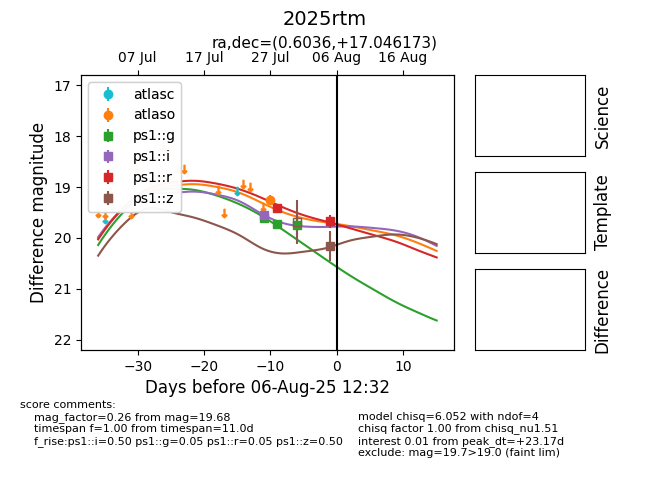 2025rtm
ra,dec=(0.6036,+17.046173)
07 Jul 17 Jul 27 Jul 06 Aug 16 Aug
17
18
19
20
21
22
Difference magnitude
atlasc
atlaso
ps1::g
ps1::i
ps1::r
ps1::z
−30 −20 −10 0 10
Days before 06-Aug-25 12:32
Science
Template
Difference
score comments:
mag_factor=0.26 from mag=19.68
timespan f=1.00 from timespan=11.0d
f_rise:ps1::i=0.50 ps1::g=0.05 ps1::r=0.05 ps1::z=0.50
model chisq=6.052 with ndof=4
chisq factor 1.00 from chisq_nu1.51
interest 0.01 from peak_dt=+23.17d
exclude: mag=19.7>19.0 (faint lim)